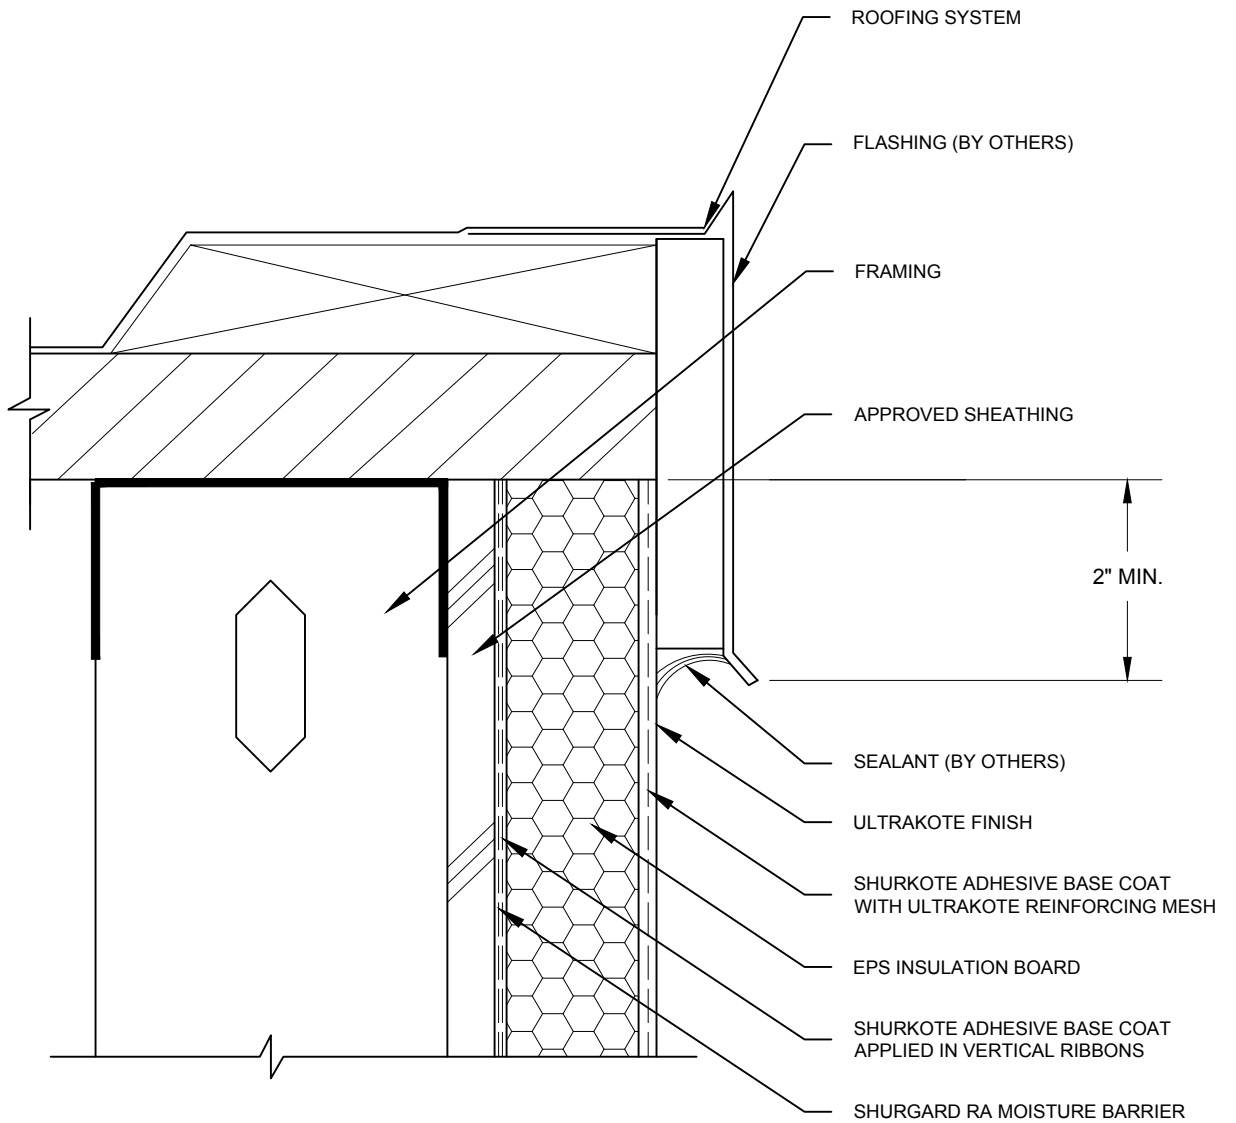 ROOFING SYSTEM
FLASHING (BY OTHERS)
FRAMING
APPROVED SHEATHING
2" MIN.
SEALANT (BY OTHERS)
ULTRAKOTE FINISH
SHURKOTE ADHESIVE BASE COAT
WITH ULTRAKOTE REINFORCING MESH
EPS INSULATION BOARD
SHURKOTE ADHESIVE BASE COAT
APPLIED IN VERTICAL RIBBONS
SHURGARD RA MOISTURE BARRIER